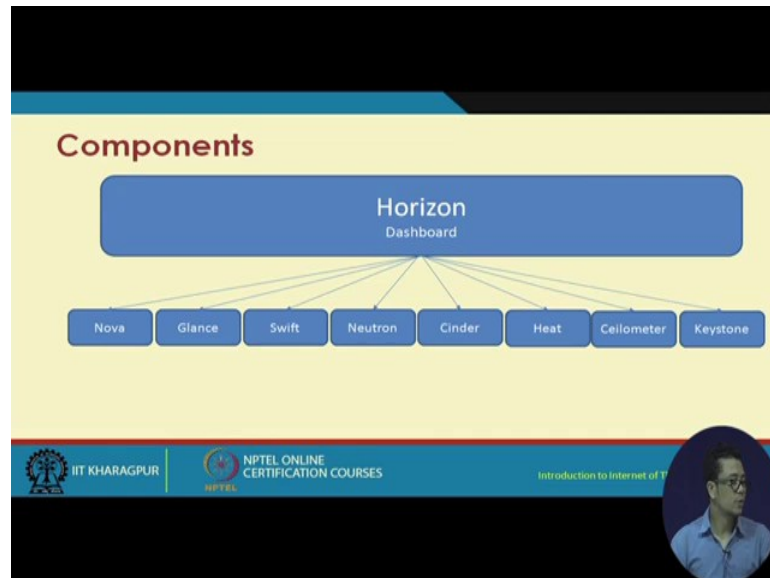 Components
Horizon
Dashboard
Nova
Glance
Swift
Neutron
Cinder
Heat
Ceilometer
Keystone
IIT KHARAGPUR
NPTEL
NPTEL ONLINE
CERTIFICATION COURSES
Introduction to Internet of